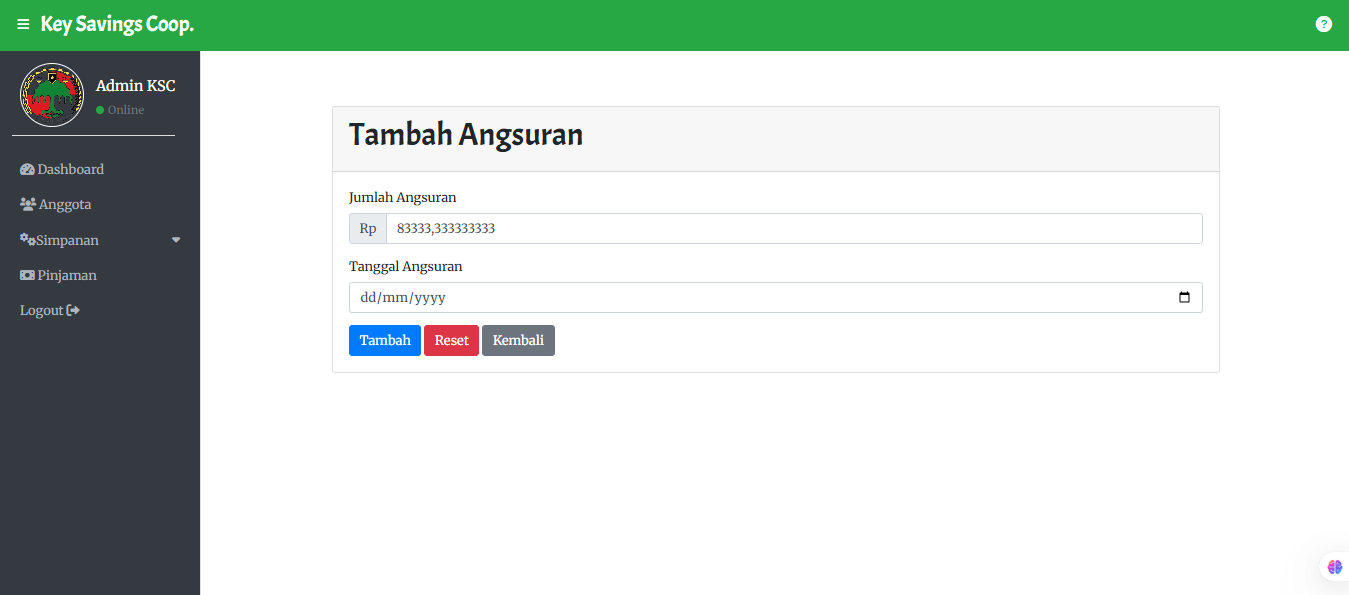 Key Savings Coop.
Admin KSC
Online
Dashboard
Anggota
Simpanan
Pinjaman
Logout
Tambah Angsuran
Jumlah Angsuran
Rp 83333,333333333
Tanggal Angsuran
dd/mm/yyyy
Tambah Reset Kembali